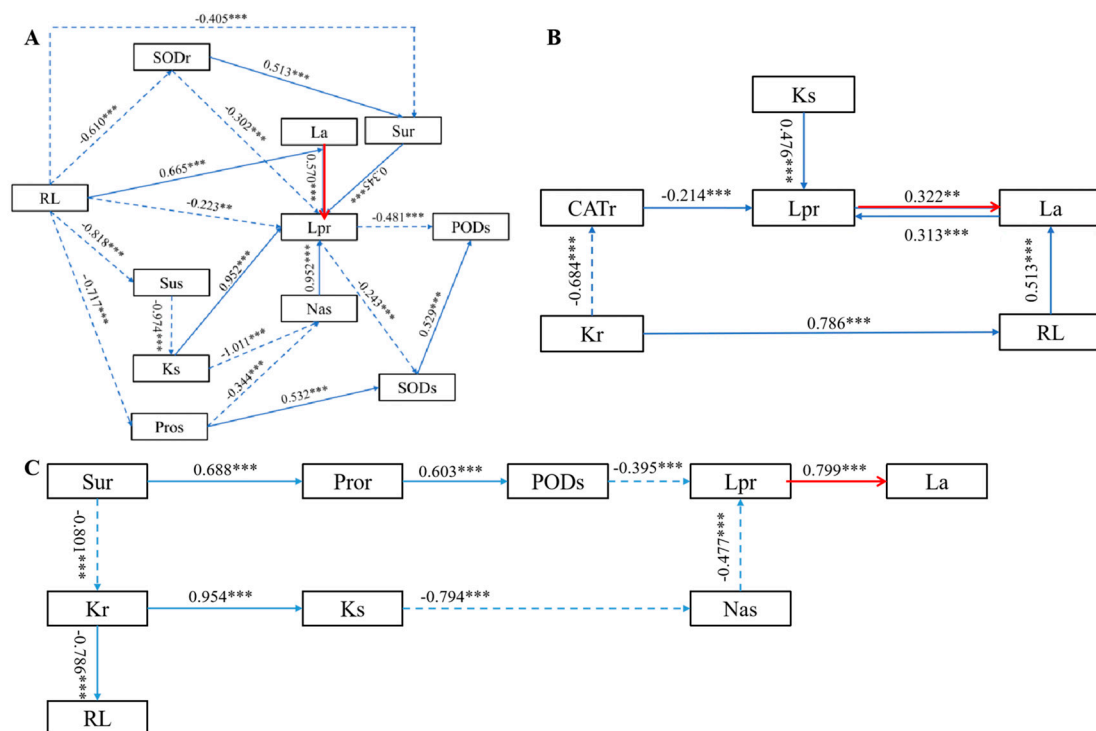 A
-0.405***
SODr
0.513***
-0.610***
-0.302***
La
Sur
0.665***
0.570***
0.345***
RL
-0.223**
Lpr
-0.481***
PODs
-0.818***
0.952***
0.652***
Sus
-0.974***
Nas
-0.243***
0.529***
-0.717***
Ks
-1.011***
-0.344***
SODs
0.532***
Pros
B
Ks
0.476***
CATr
-0.214***
Lpr
0.322**
0.313***
La
-0.684***
0.513***
Kr
0.786***
RL
C
Sur
0.688***
Pror
0.603***
PODs
-0.395***
Lpr
0.799***
La
-0.801***
-0.477***
Kr
0.954***
Ks
-0.794***
Nas
-0.786***
RL